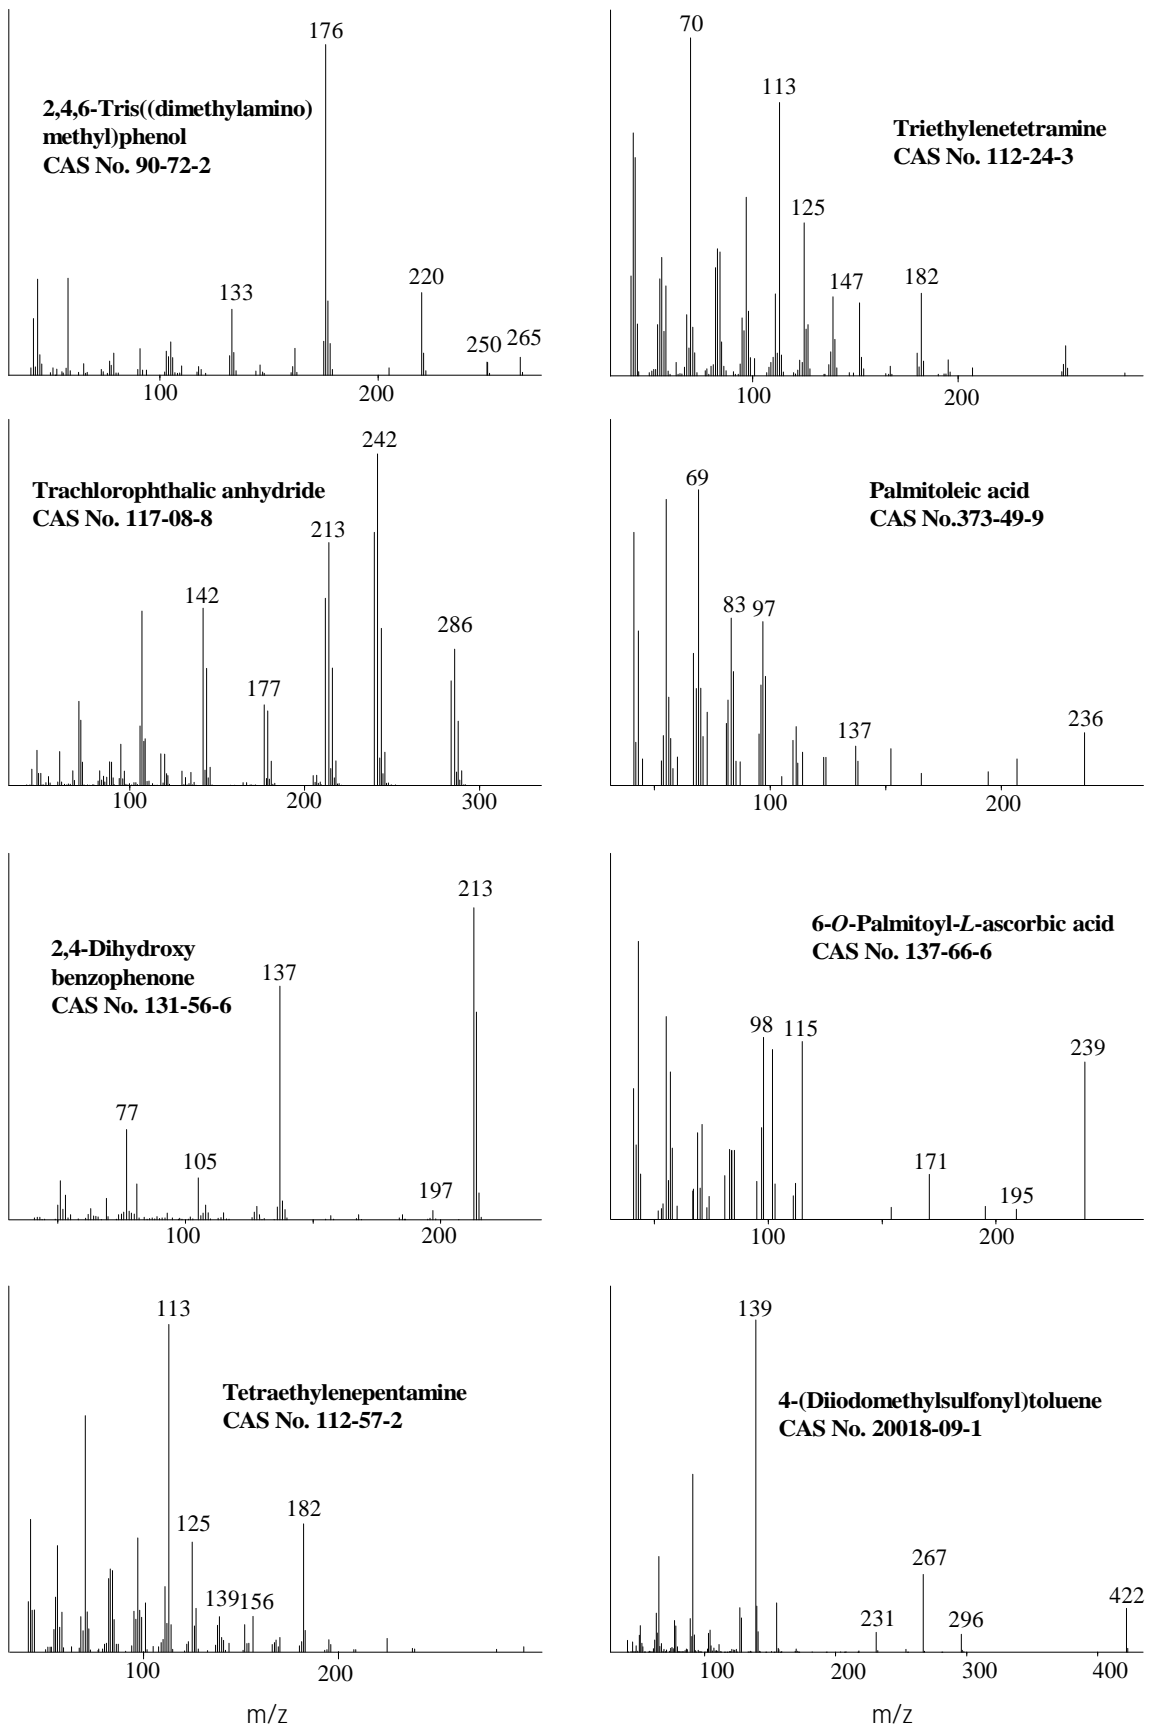 176
2,4,6-Tris((dimethylamino)
methyl)phenol
CAS No. 90-72-2
133
220
250
265
100
200
70
113
Triethylenetetramine
CAS No. 112-24-3
125
147
182
100
200
242
Trachlorophthalic anhydride
CAS No. 117-08-8
213
142
286
177
100
200
300
69
Palmitoleic acid
CAS No.373-49-9
83
97
137
236
100
200
213
2,4-Dihydroxy
benzophenone
CAS No. 131-56-6
137
77
105
197
100
200
6-O-Palmitoyl-L-ascorbic acid
CAS No. 137-66-6
98
115
239
171
195
100
200
113
Tetraethylenepentamine
CAS No. 112-57-2
125
182
139
156
100
200
m/z
139
4-(Diiodomethylsulfonyl)toluene
CAS No. 20018-09-1
267
231
296
422
100
200
300
400
m/z